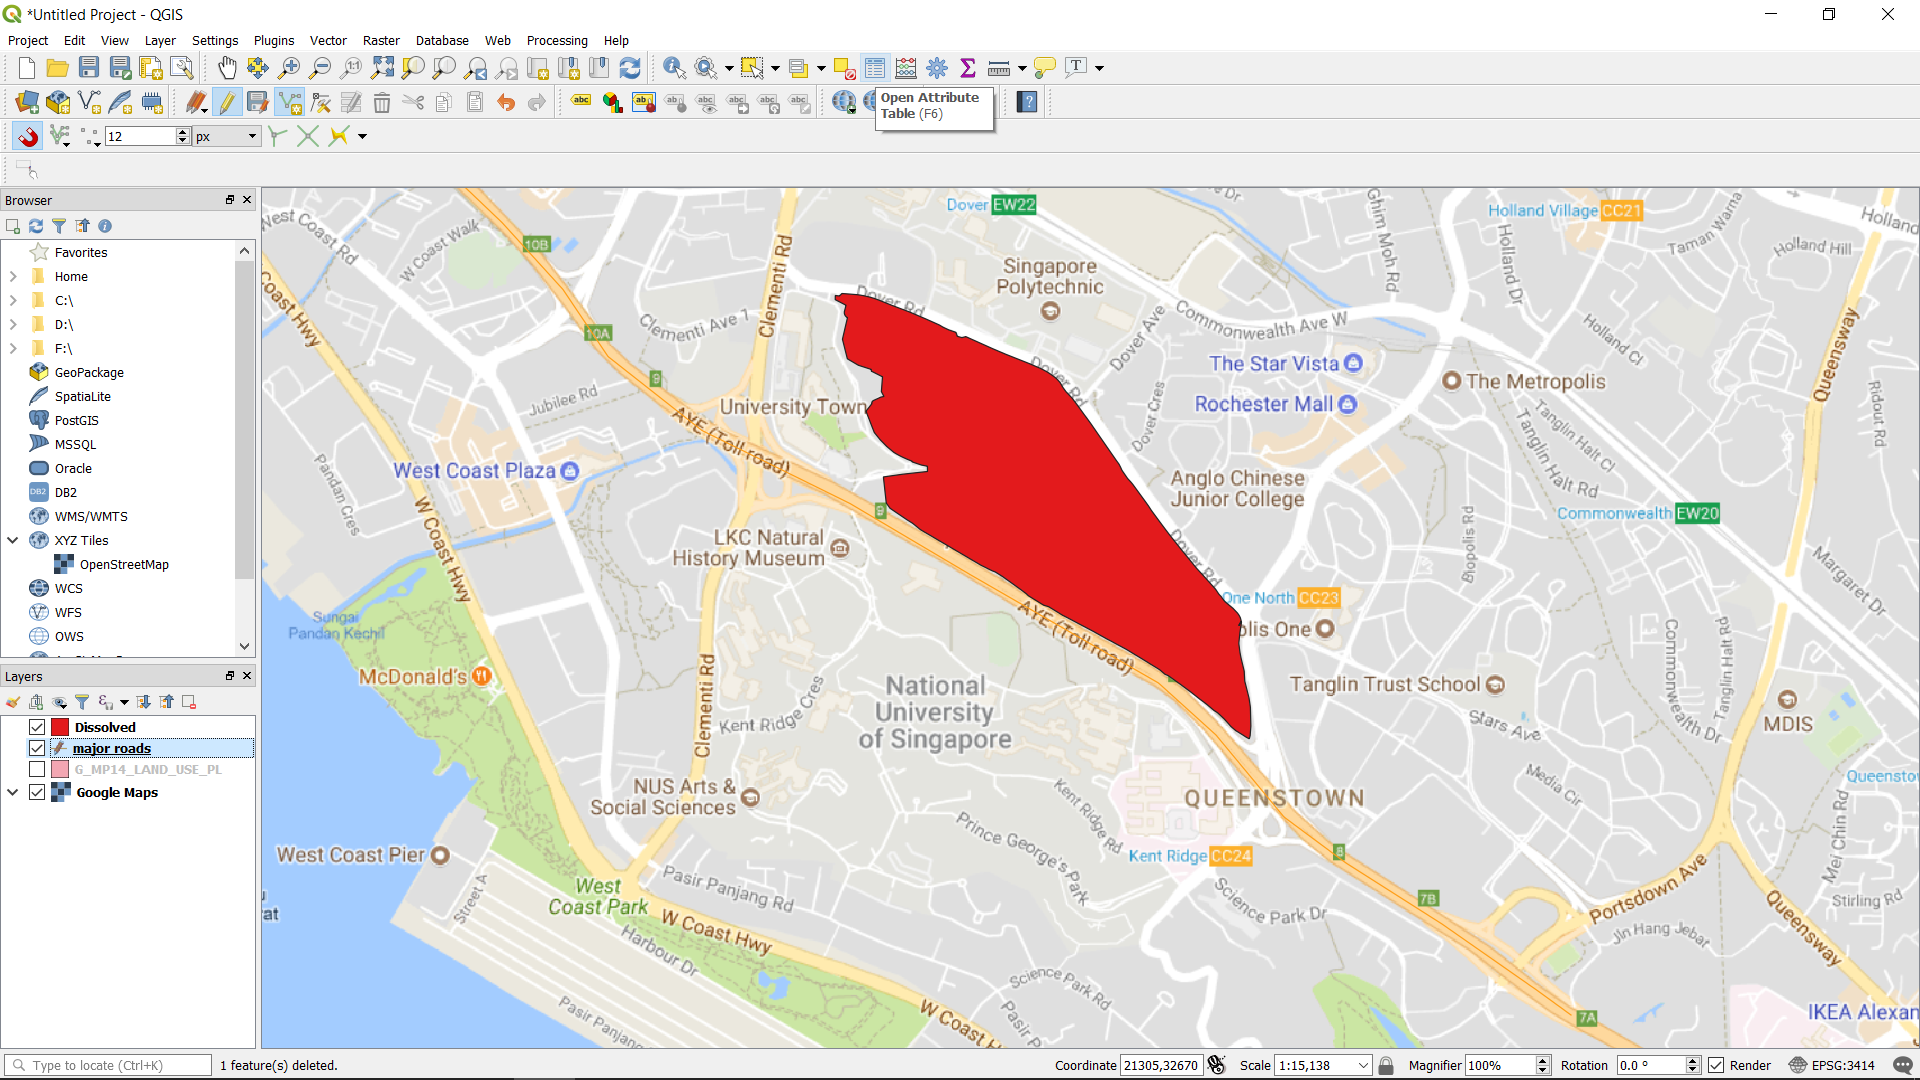 *Untitled Project - QGIS
Project Edit View Layer Settings Plugins Vector Raster Database Web Processing Help
Open Attribute
Table (F6)
12 px
Browser
Favorites
Home
C:\
D:\
F:\
GeoPackage
SpatiaLite
PostGIS
MSSQL
Oracle
DB2
WMS/WMTS
XYZ Tiles
OpenStreetMap
WCS
WFS
OWS
Layers
Dissolved
major roads
G_MP14_LAND_USE_PL
Google Maps
Dover EW22
Holland Village CC21
Holland
Holland Hill
Taman Warna
Ghim Moh Rd
Holland Dr
Nest Coast Rd
W Coast Walk
10B
Clementi Rd
Singapore
Polytechnic
Coast Hwy
10A
Clementi Ave 1
Dover Rd
Dover Ave
Commonwealth Ave W
Holland Cl
Queensway
The Star Vista
The Metropolis
Rochester Mall
9
Jubilee Rd
University Town
Dover Rd
Dover Cres
Tanglin Halt Cl
Tanglin Halt Rd
Ridout Rd
AYE (Toll road)
West Coast Plaza
Pandan Cres
W Coast Hwy
Anglo Chinese
Junior College
Commonwealth EW20
9
LKC Natural
History Museum
Dover Rd
Biopolis Rd
Margaret Dr
One North CC23
Sungai
Pandan Kechil
AYE (Toll road)
olis One
Commonwealth Dr
Tanglin Halt Rd
McDonald's
Clementi Rd
Kent Ridge Cres
National
University
of Singapore
Tanglin Trust School
Stars Ave
MDIS
NUS Arts &
Social Sciences
Kent Ridge Rd
QUEENSTOWN
Media Cir
Queensto
West Coast Pier
Prince George's Park
Kent Ridge CC24
8
Mei Chin Rd
Pasir Panjang Rd
Street A
West
Coast Park
W Coast Hwy
Science Park Dr
7B
Portsdown Ave
Queensway
Stirling Rd
at
Harbour Dr
Jln Hang Jebat
Science Park Rd
Pasir Panjang
W Coast H
Pasir P
7A
IKEA Alexan
Type to locate (Ctrl+K) 1 feature(s) deleted. Coordinate 21305,32670 Scale 1:15,138 Magnifier 100% Rotation 0.0 ° Render EPSG:3414